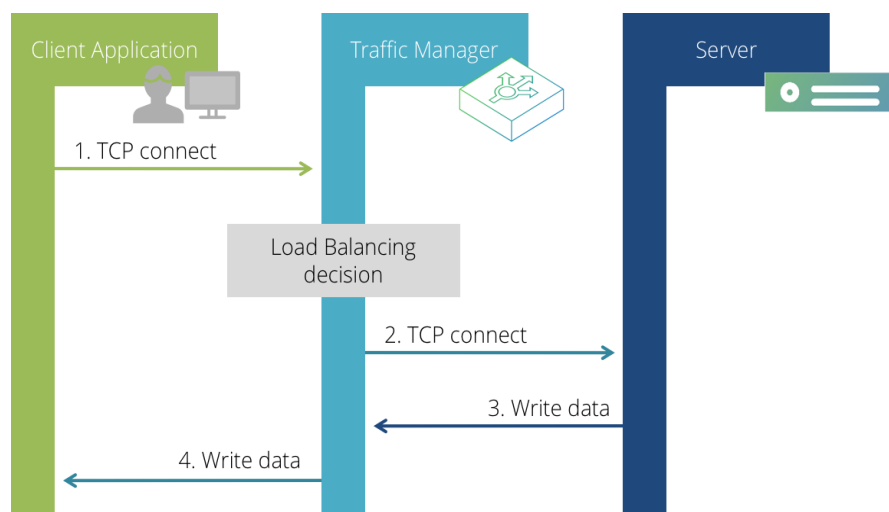 Client Application
Traffic Manager
Server
1. TCP connect
Load Balancing
decision
2. TCP connect
3. Write data
4. Write data